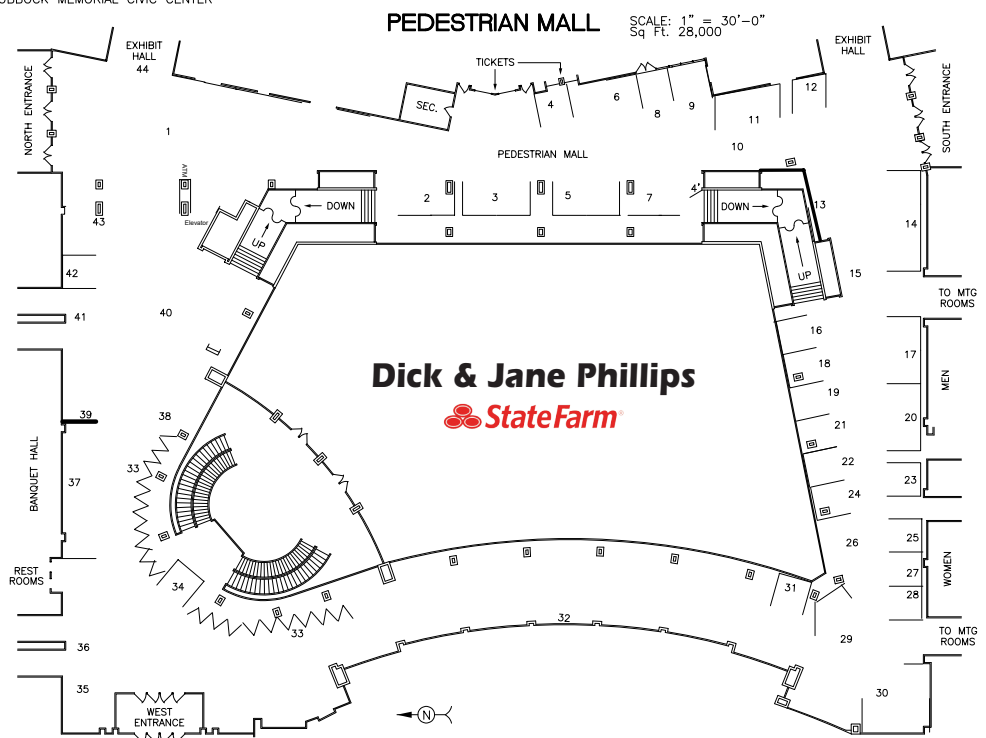 MEMORIAL CIVIC CENTER
PEDESTRIAN MALL
SCALE: 1" = 30'-0"
Sq Ft. 28,000
EXHIBIT
HALL
44
TICKETS
EXHIBIT
HALL
NORTH ENTRANCE
SEC.
4
6
8
9
11
12
SOUTH ENTRANCE
1
10
PEDESTRIAN MALL
ATM
43
Elevator
DOWN
UP
2
3
5
7
4'
DOWN
UP
13
14
15
42
41
40
TO MTG
ROOMS
16
17
18
MEN
Dick & Jane Phillips
StateFarm
19
20
21
39
38
33
BANQUET HALL
37
22
23
24
25
26
27
28
WOMEN
REST
ROOMS
34
33
31
32
29
TO MTG
ROOMS
36
35
30
WEST
ENTRANCE
N